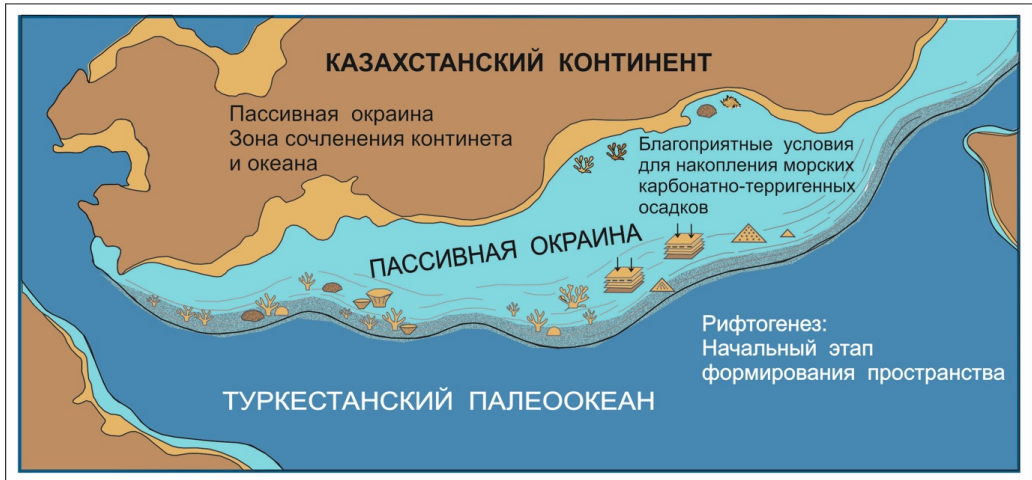 КАЗАХСТАНСКИЙ КОНТИНЕНТ
Пассивная окраина
Зона сочленения континета
и океана
Благоприятные условия
для накопления морских
карбонатно-терригенных
осадков
ПАССИВНАЯ ОКРАИНА
Рифтогенез:
Начальный этап
формирования пространства
ТУРКЕСТАНСКИЙ ПАЛЕООКЕАН